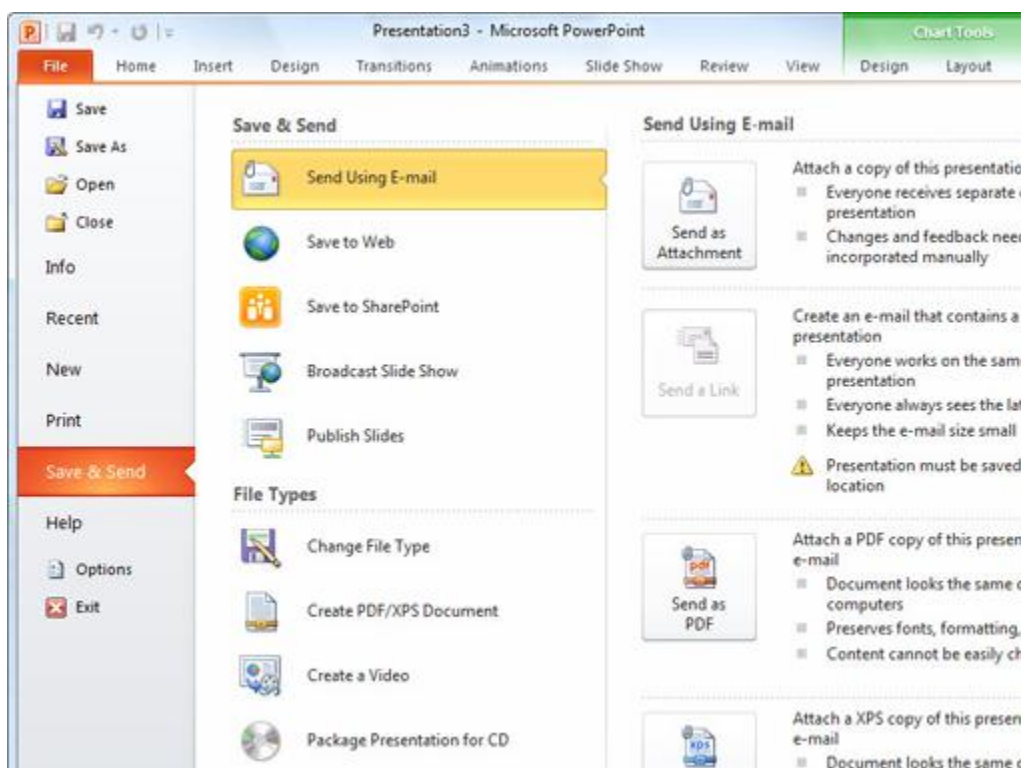 Presentation3 - Microsoft PowerPoint
Chart Tools
File Home Insert Design Transitions Animations Slide Show Review View Design Layout
Save
Save As
Open
Close
Info
Recent
New
Print
Save & Send
Help
Options
Exit
Save & Send
Send Using E-mail
Save to Web
Save to SharePoint
Broadcast Slide Show
Publish Slides
File Types
Change File Type
Create PDF/XPS Document
Create a Video
Package Presentation for CD
Send Using E-mail
Send as
Attachment
Attach a copy of this presentatio
Everyone receives separate
presentation
Changes and feedback nee
incorporated manually
Send a Link
Create an e-mail that contains a
presentation
Everyone works on the sam
presentation
Everyone always sees the la
Keeps the e-mail size small
Presentation must be saved
location
pdf
Send as
PDF
Attach a PDF copy of this presen
e-mail
Document looks the same
computers
Preserves fonts, formatting,
Content cannot be easily ch
xps
Attach a XPS copy of this presen
e-mail
Document looks the same